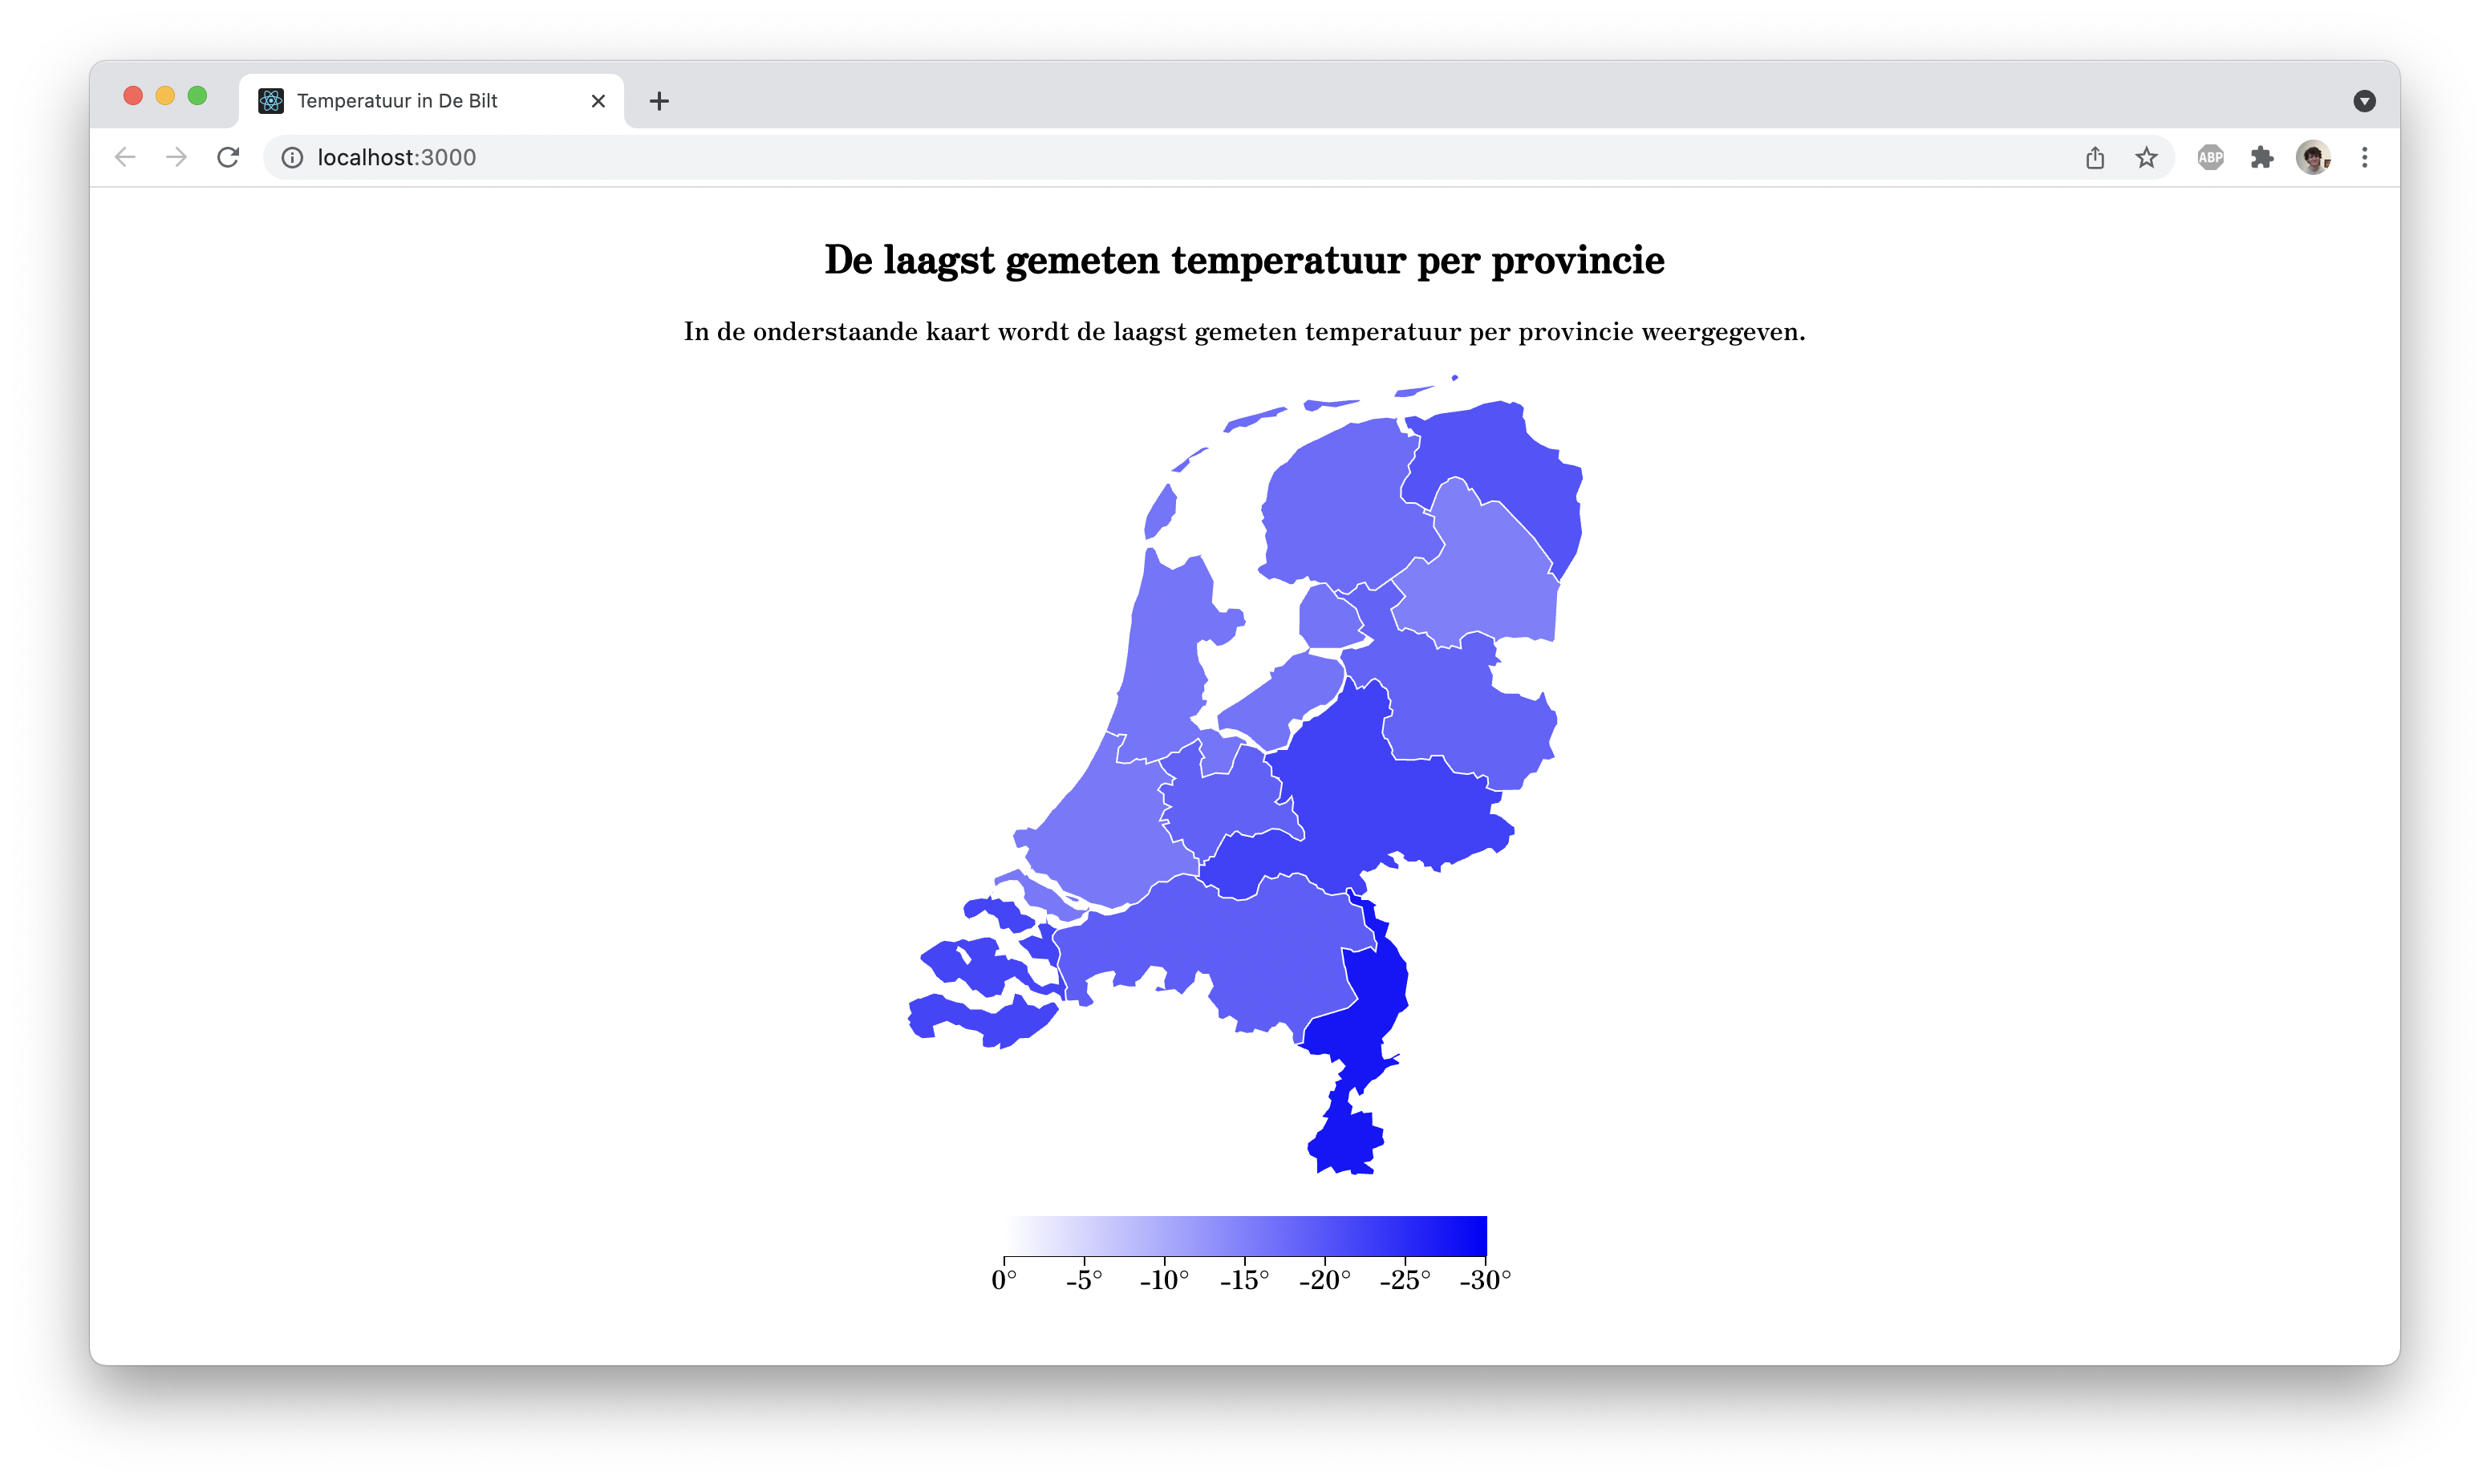 Temperatuur in De Bilt
localhost:3000
ABP
De laagst gemeten temperatuur per provincie
In de onderstaande kaart wordt de laagst gemeten temperatuur per provincie weergegeven.
0° -5° -10° -15° -20° -25° -30°